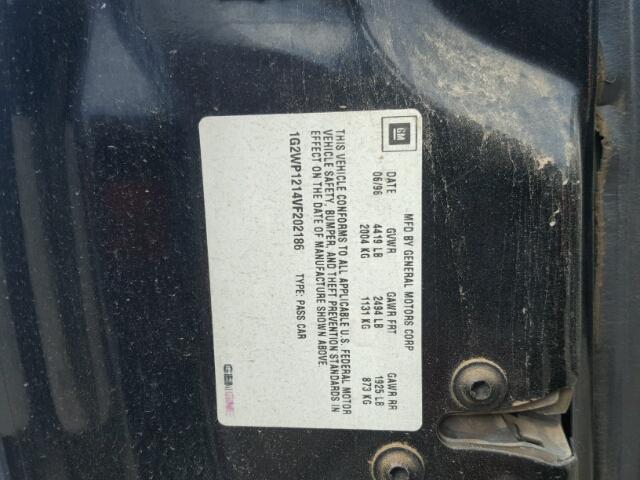 GM
MFD BY GENERAL MOTORS CORP
DATE GVWR GAWR FRT GAWR RR
06/96 4419 LB 2494 LB 1925 LB
2004 KG 1131 KG 873 KG
THIS VEHICLE CONFORMS TO ALL APPLICABLE U.S. FEDERAL MOTOR
VEHICLE SAFETY, BUMPER, AND THEFT PREVENTION STANDARDS IN
EFFECT ON THE DATE OF MANUFACTURE SHOWN ABOVE.
1G2WP1214VF202186 TYPE: PASS CAR
GENUINE